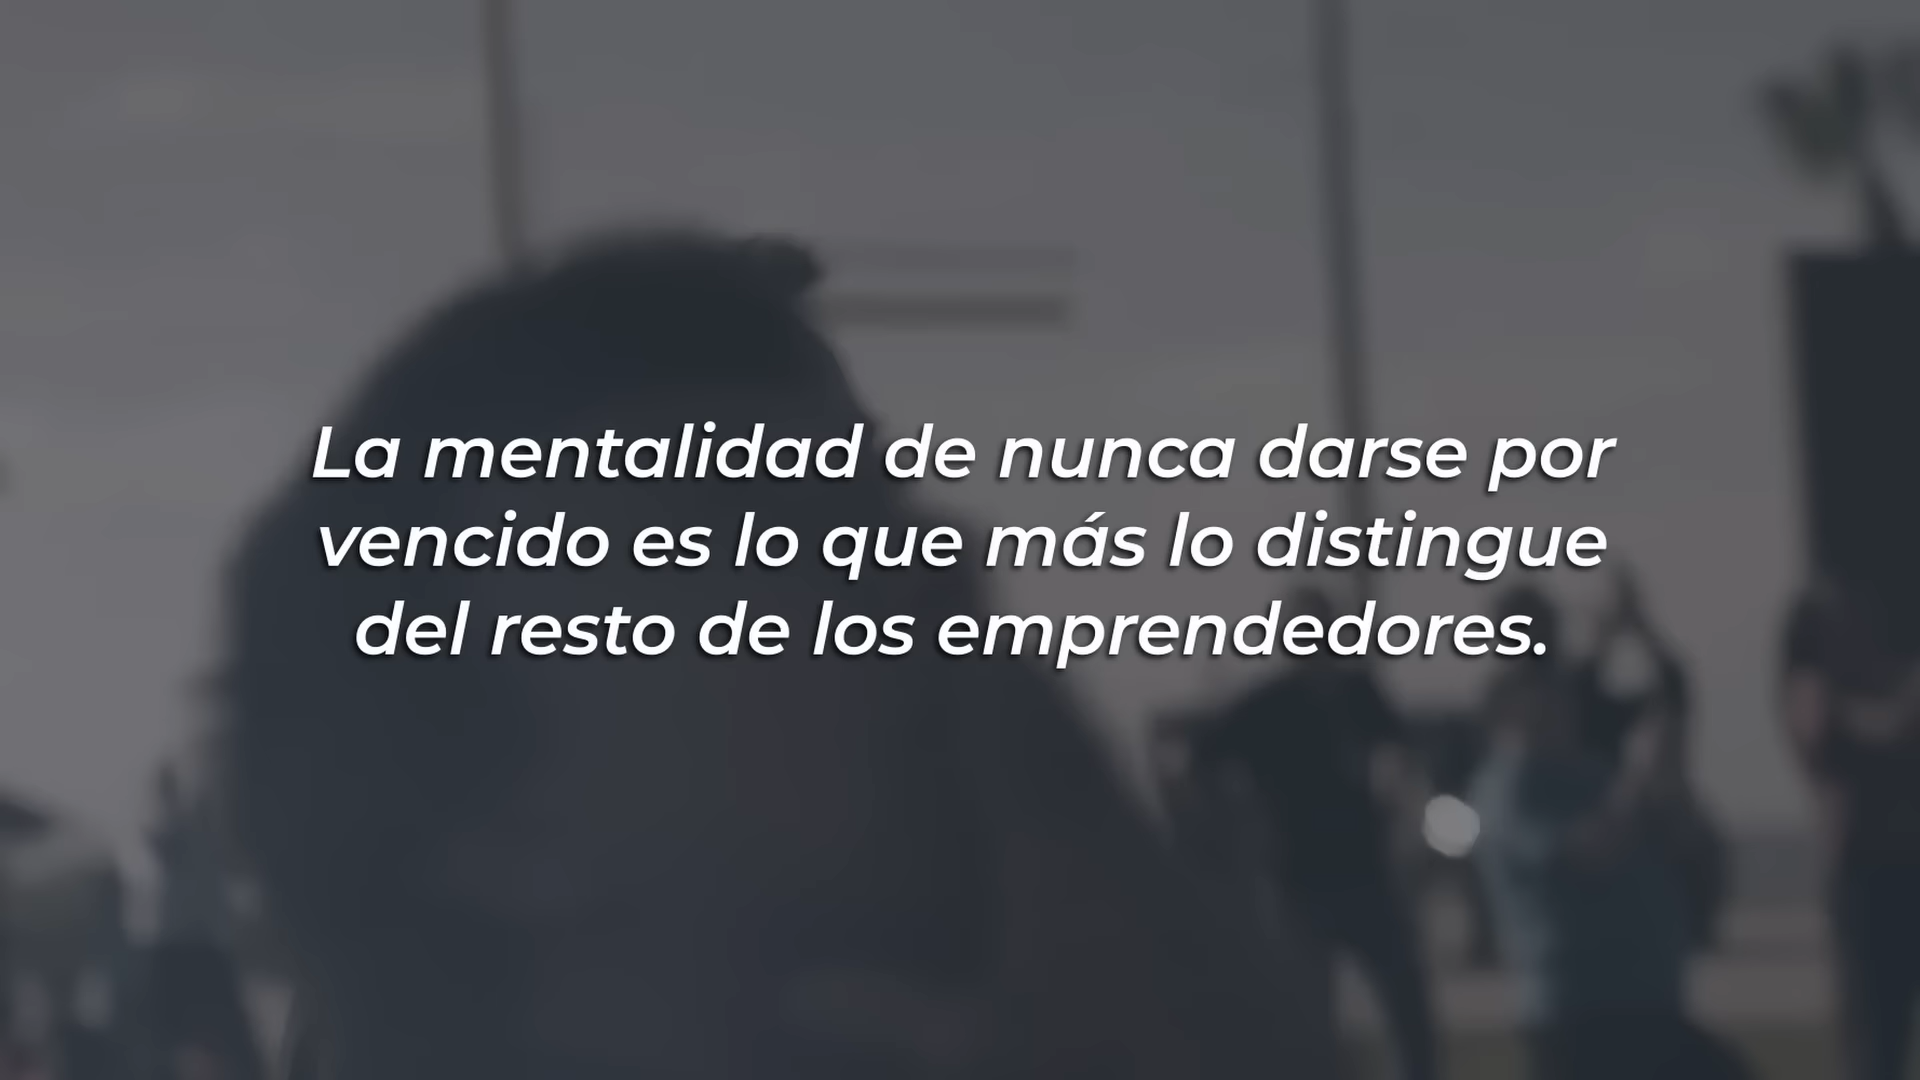 La mentalidad de nunca darse por
vencido es lo que más lo distingue
del resto de los emprendedores.